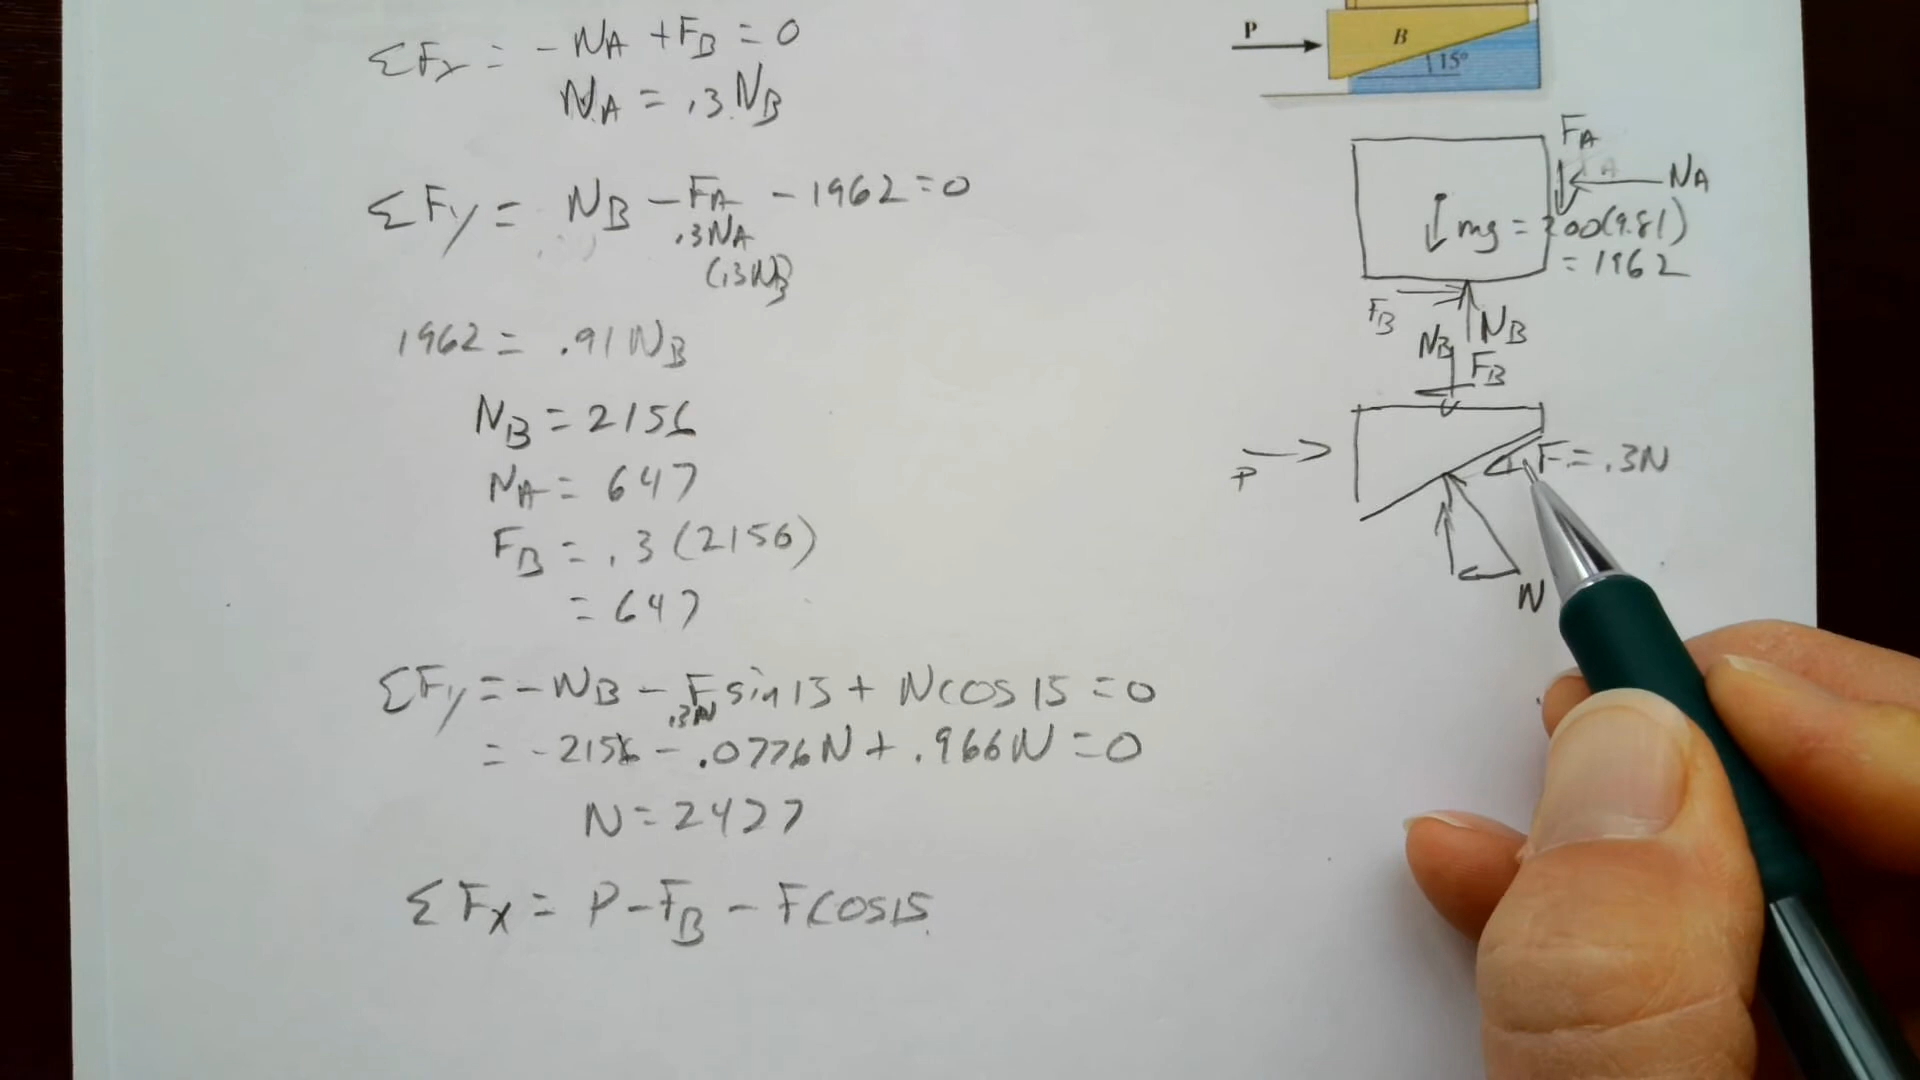 ΣFx = -NA + FB = 0
NA = .3 NB
ΣFy = NB - FA - 1962 = 0
.3NA
(.3NB)
1962 = .91 NB
NB = 2156
NA = 647
FB = .3 (2156)
= 647
ΣFy = -NB - F sin 15 + N cos 15 = 0
.3N
= -2156 - .0776N + .966N = 0
N = 2427
ΣFx = P - FB - F cos 15
P
B
15°
FA
NA
mg = 200(9.81)
= 1962
FB
NB
NB
FB
P
F = .3N
N